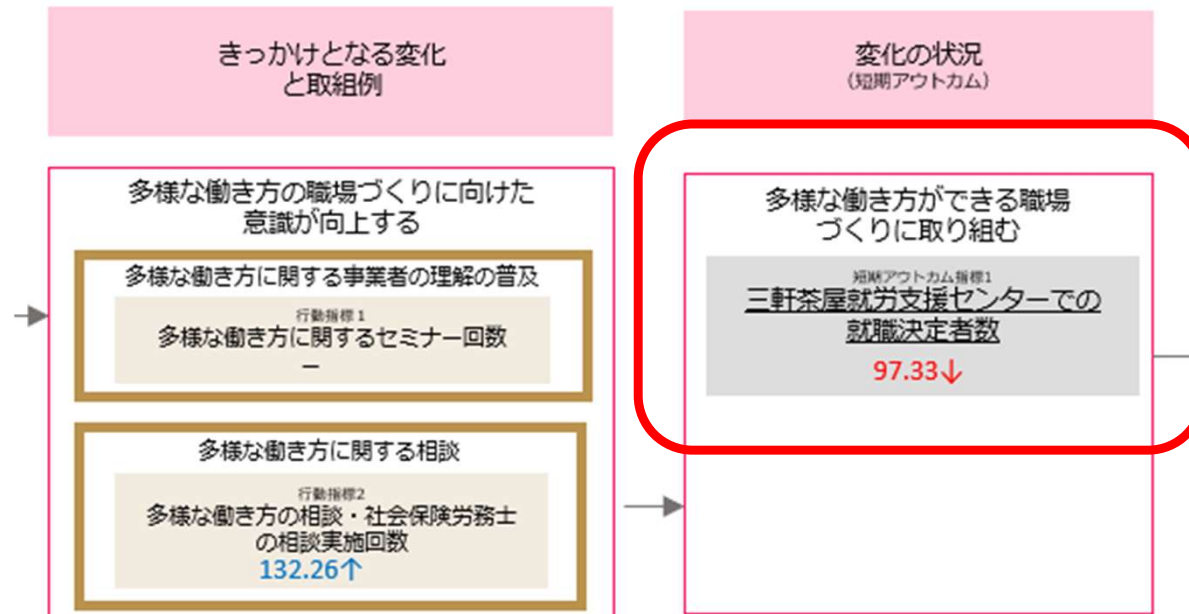 きっかけとなる変化
と取組例
多様な働き方の職場づくりに向けた
意識が向上する
多様な働き方に関する事業者の理解の普及
行動指標1
多様な働き方に関するセミナー回数
－
多様な働き方に関する相談
行動指標2
多様な働き方の相談・社会保険労務士
の相談実施回数
132.26↑
変化の状況
(短期アウトカム)
多様な働き方ができる職場
づくりに取り組む
短期アウトカム指標1
三軒茶屋就労支援センターでの
就職決定者数
97.33↓